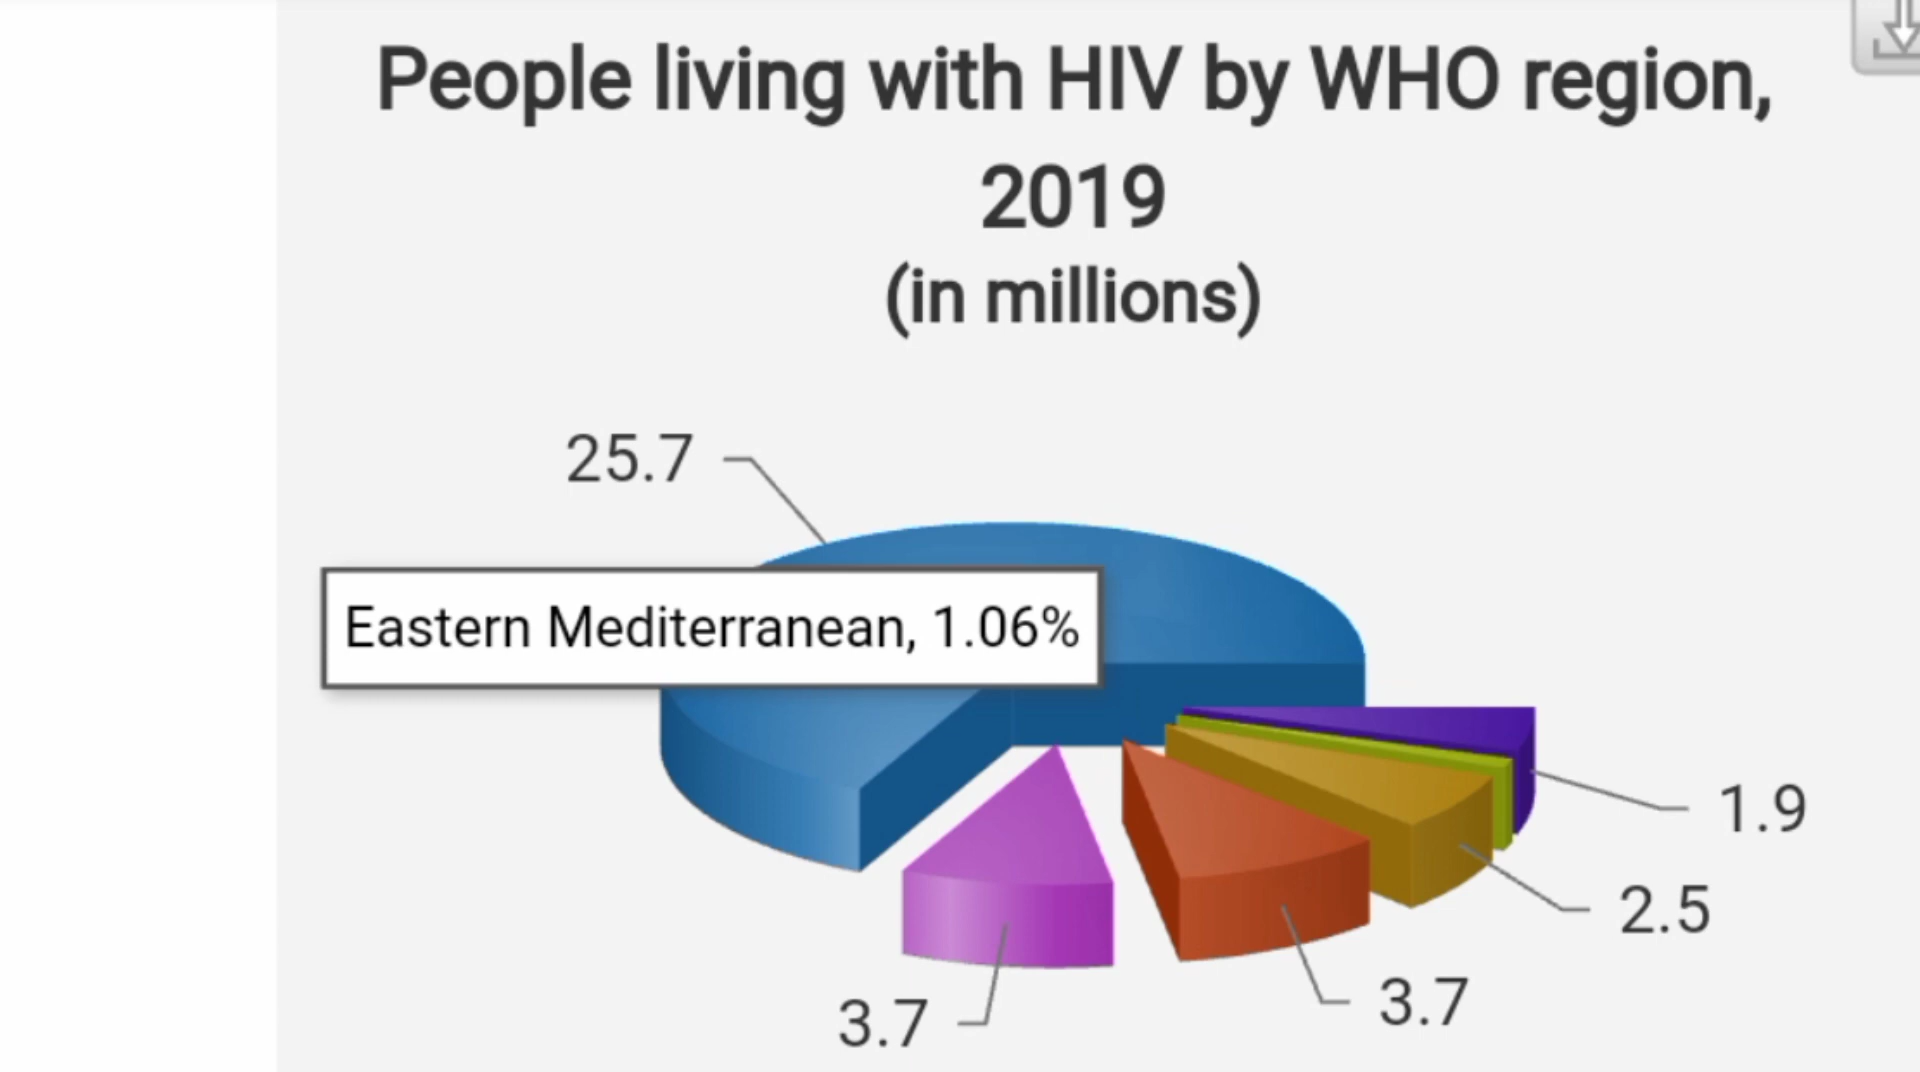 People living with HIV by WHO region,
2019
(in millions)
25.7
Eastern Mediterranean, 1.06%
1.9
2.5
3.7
3.7